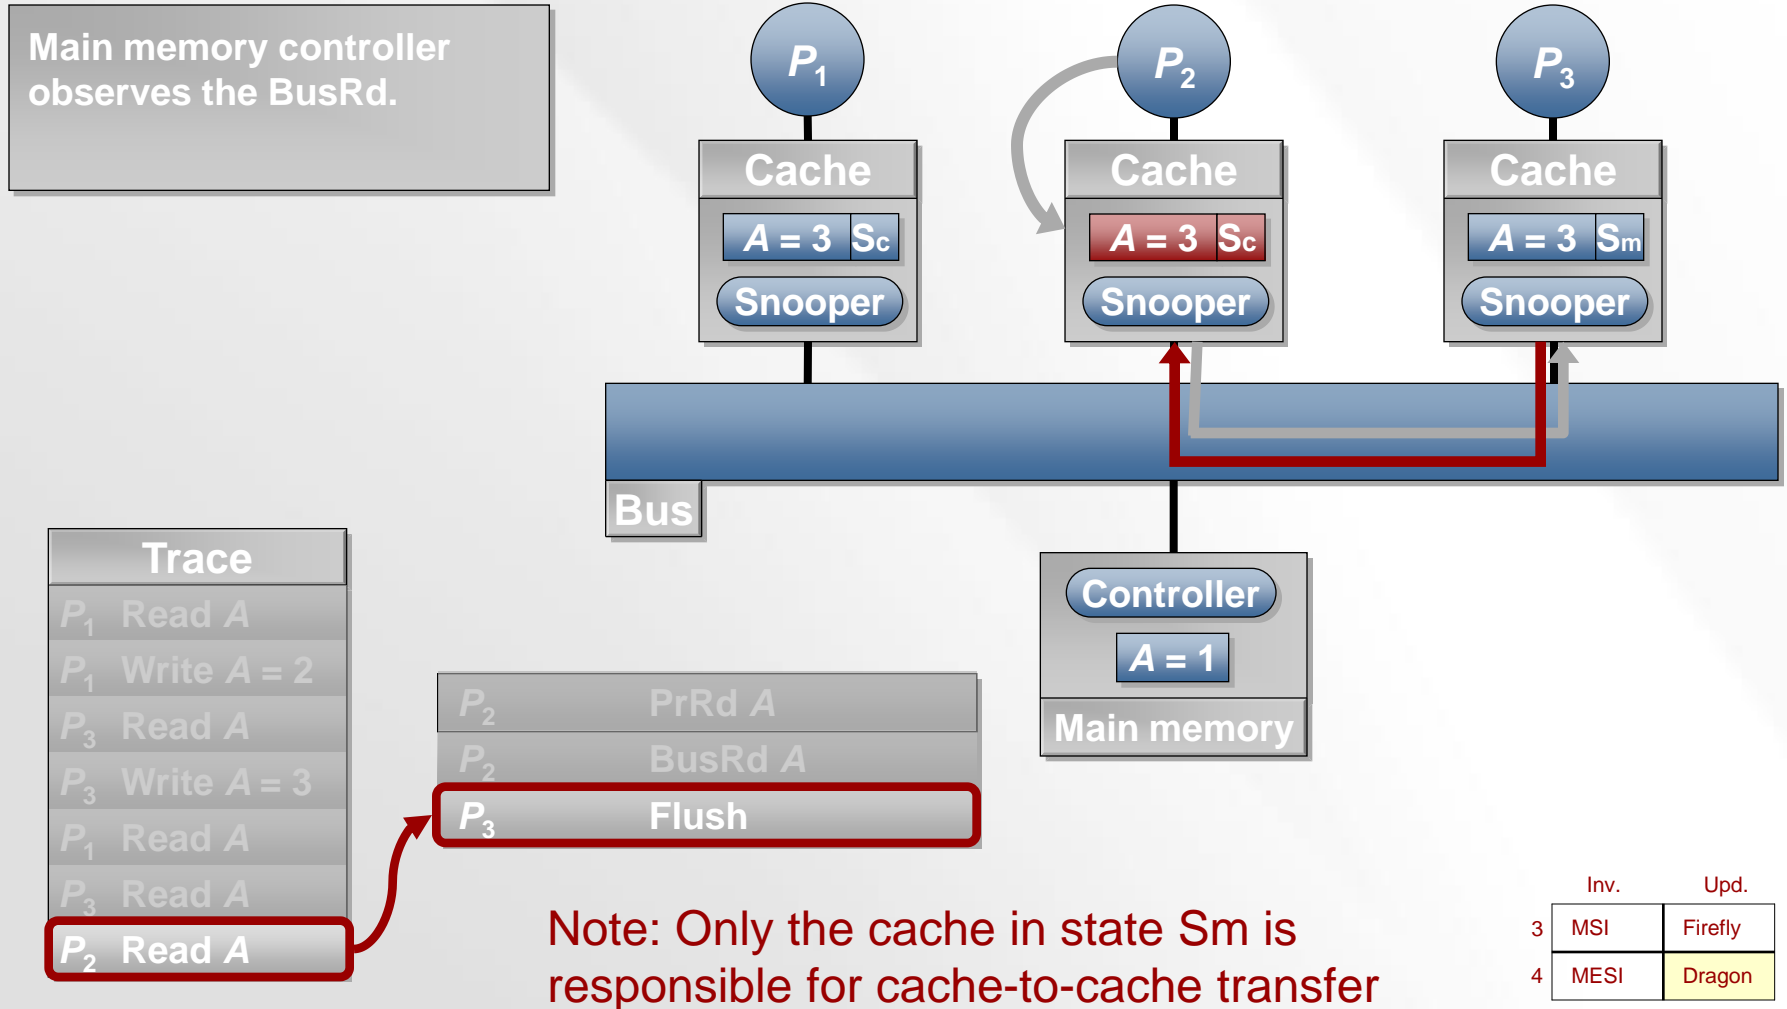 Main memory controller
observes the BusRd.
P1
P2
P3
Cache
Cache
Cache
A = 3 Sc
A = 3 Sc
A = 3 Sm
Snooper
Snooper
Snooper
Bus
Controller
A = 1
Main memory
Trace
P1 Read A
P1 Write A = 2
P3 Read A
P3 Write A = 3
P1 Read A
P3 Read A
P2 Read A
P2 PrRd A
P2 BusRd A
P3 Flush
Note: Only the cache in state Sm is
responsible for cache-to-cache transfer
Inv. Upd.
3 MSI Firefly
4 MESI Dragon